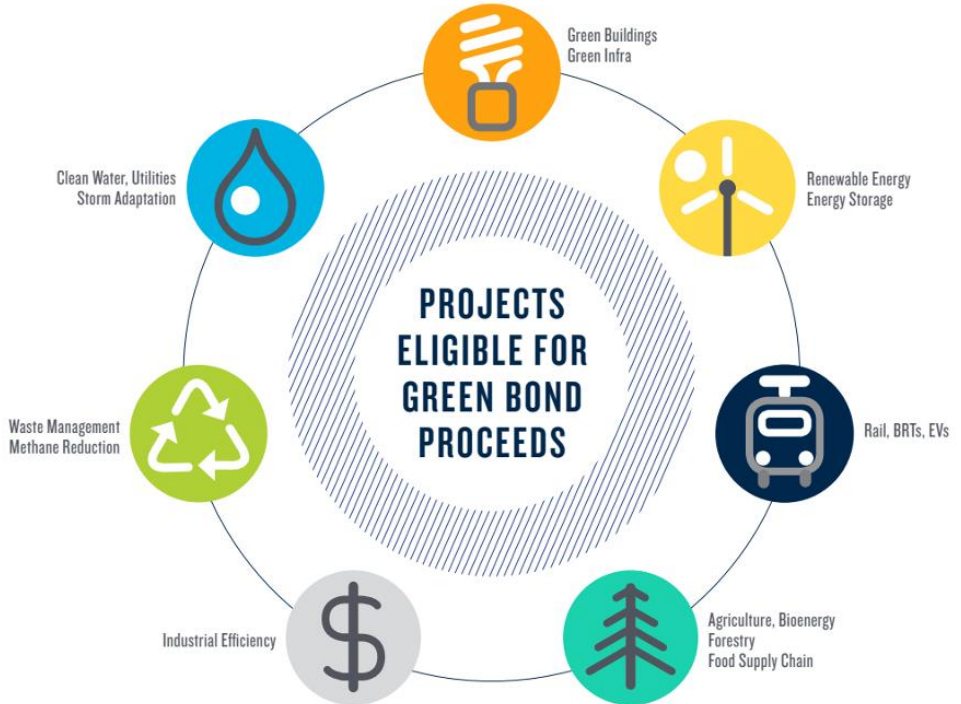 Green Buildings
Green Infra
Renewable Energy
Energy Storage
Clean Water, Utilities
Storm Adaptation
PROJECTS
ELIGIBLE FOR
GREEN BOND
PROCEEDS
Waste Management
Methane Reduction
Rail, BRTs, EVs
Industrial Efficiency
Agriculture, Bioenergy
Forestry
Food Supply Chain